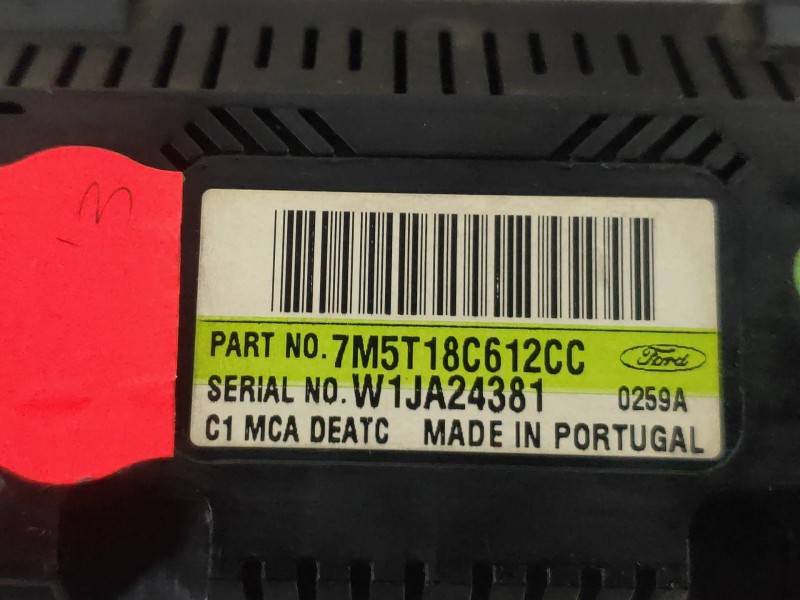 PART NO. 7M5T18C612CC Ford
SERIAL NO. W1JA24381 0259A
C1 MCA DEATC MADE IN PORTUGAL